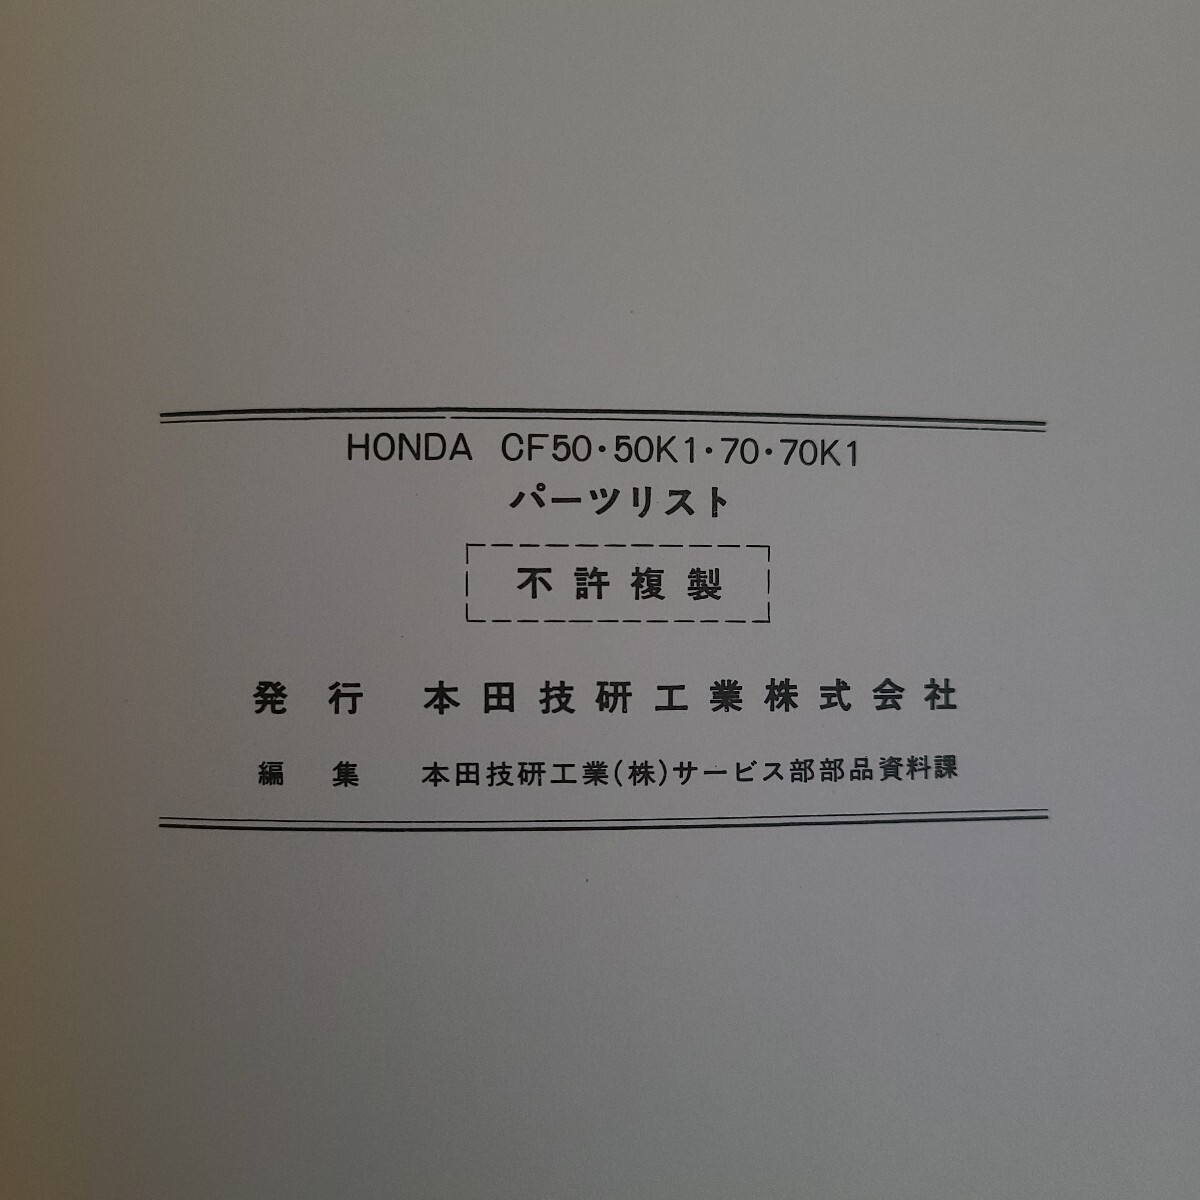 HONDA CF50・50K1・70・70K1
パーツリスト
不許複製
発行 本田技研工業株式会社
編集 本田技研工業(株)サービス部部品資料課